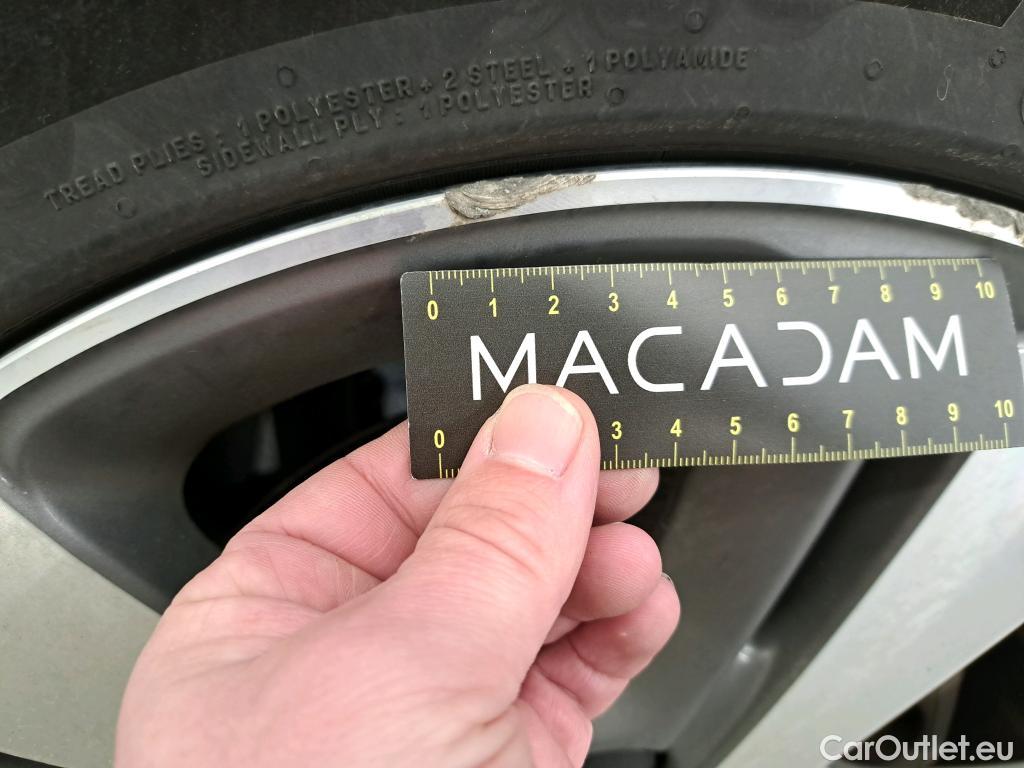 TREAD PLIES : 1 POLYESTER + 2 STEEL + 1 POLYAMIDE
SIDEWALL PLY : 1 POLYESTER
0 1 2 3 4 5 6 7 8 9 10
MACADAM
0 3 4 5 6 7 8 9 10
CarOutlet.eu